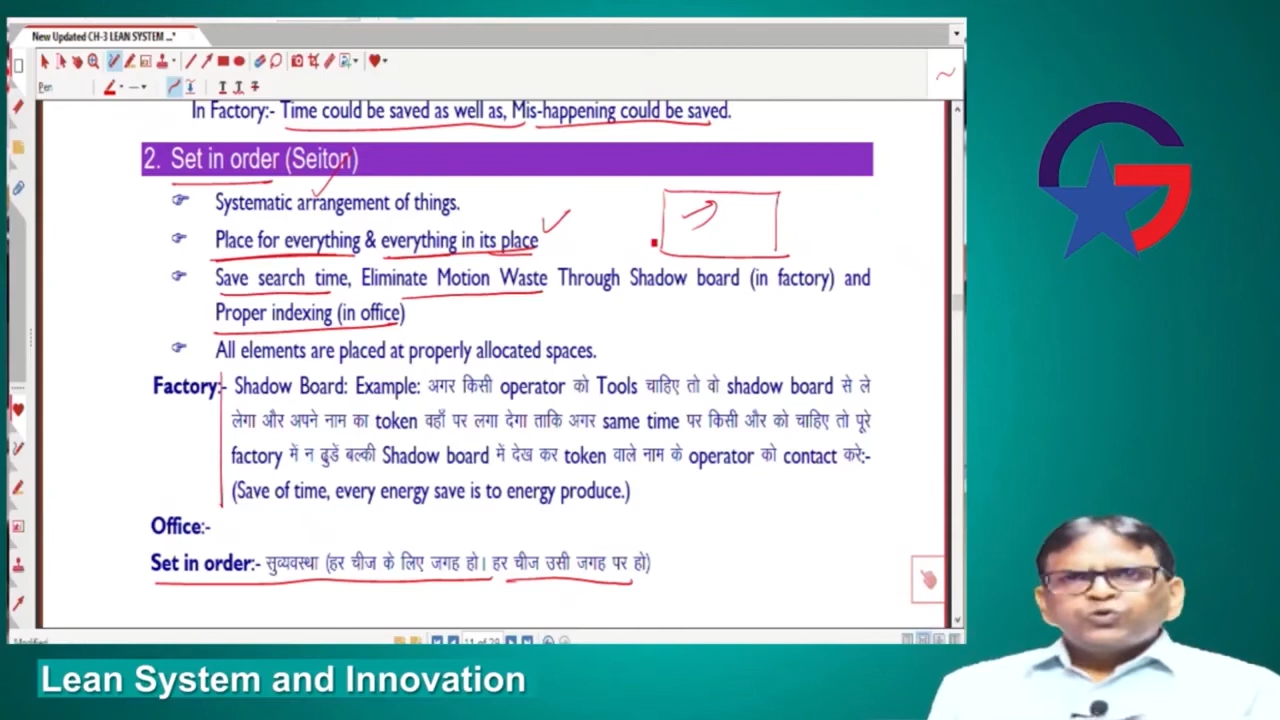 New Updated CH-3 LEAN SYSTEM ...*
Pen
In Factory:- Time could be saved as well as, Mis-happening could be saved.
2. Set in order (Seiton)
☞ Systematic arrangement of things.
☞ Place for everything & everything in its place
☞ Save search time, Eliminate Motion Waste Through Shadow board (in factory) and
Proper indexing (in office)
☞ All elements are placed at properly allocated spaces.
Factory:- Shadow Board: Example: अगर किसी operator को Tools चाहिए तो वो shadow board से ले
लेगा और अपने नाम का token वहाँ पर लगा देगा ताकि अगर same time पर किसी और को चाहिए तो पूरे
factory में न ढुडें बल्की Shadow board में देख कर token वाले नाम के operator को contact करे:-
(Save of time, every energy save is to energy produce.)
Office:-
Set in order:- सुव्यवस्था (हर चीज के लिए जगह हो। हर चीज उसी जगह पर हो)
11 of 29
Lean System and Innovation